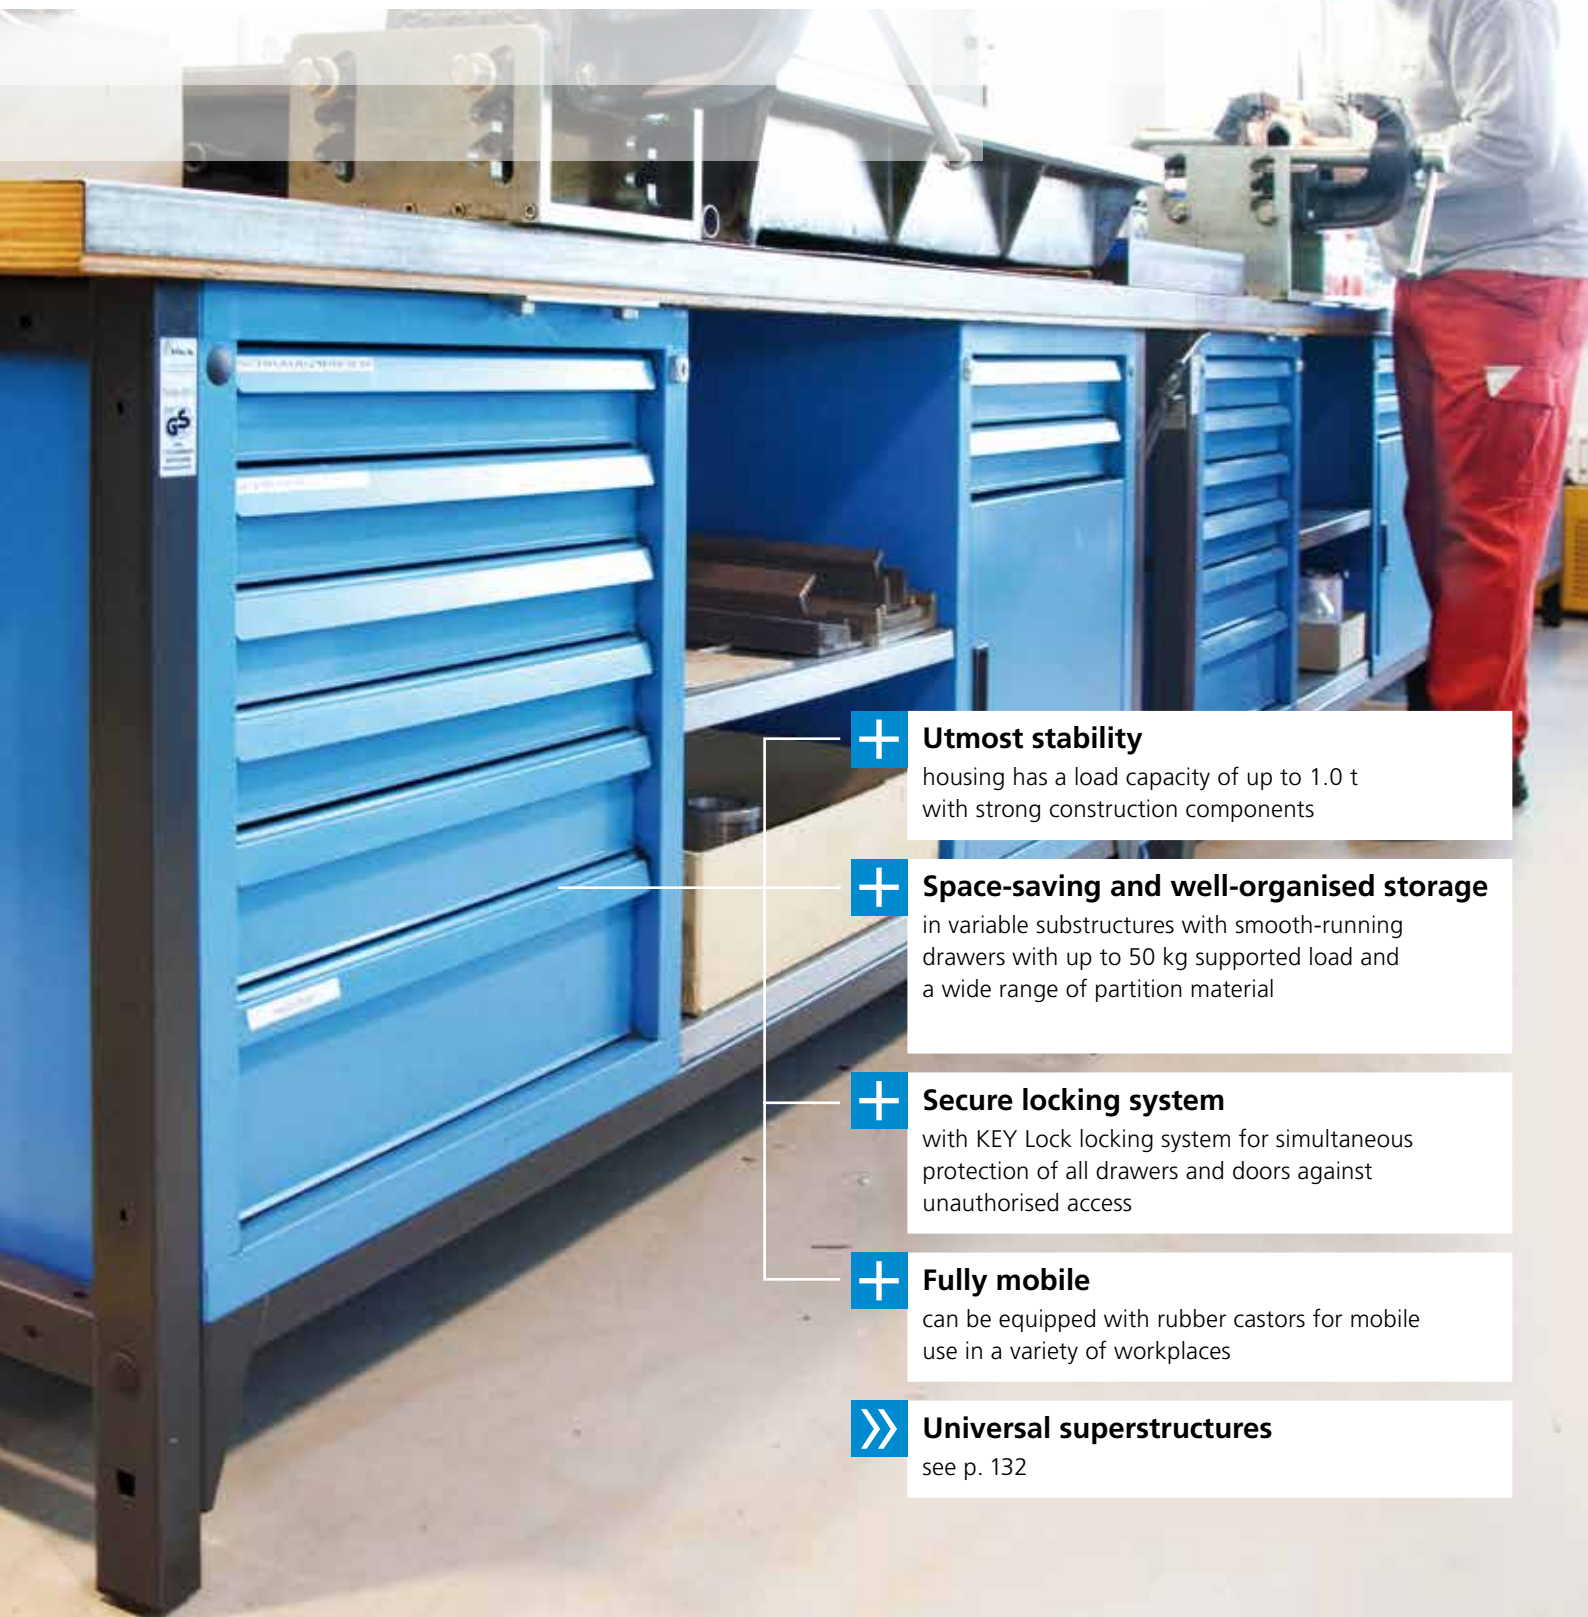 GS
Utmost stability
housing has a load capacity of up to 1.0 t
with strong construction components
Space-saving and well-organised storage
in variable substructures with smooth-running
drawers with up to 50 kg supported load and
a wide range of partition material
Secure locking system
with KEY Lock locking system for simultaneous
protection of all drawers and doors against
unauthorised access
Fully mobile
can be equipped with rubber castors for mobile
use in a variety of workplaces
Universal superstructures
see p. 132